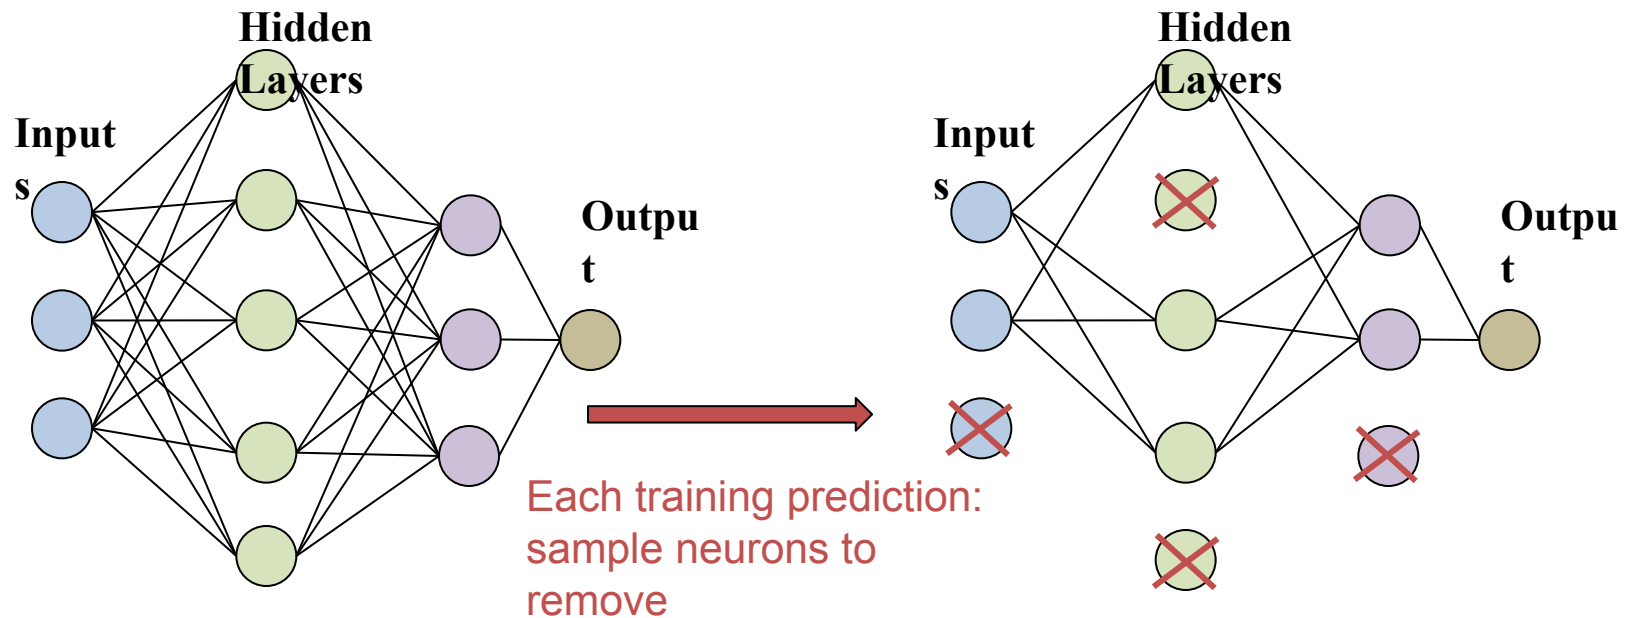 Hidden
Layers
Input
s
Outpu
t
Each training prediction:
sample neurons to
remove
Hidden
Layers
Input
s
Outpu
t